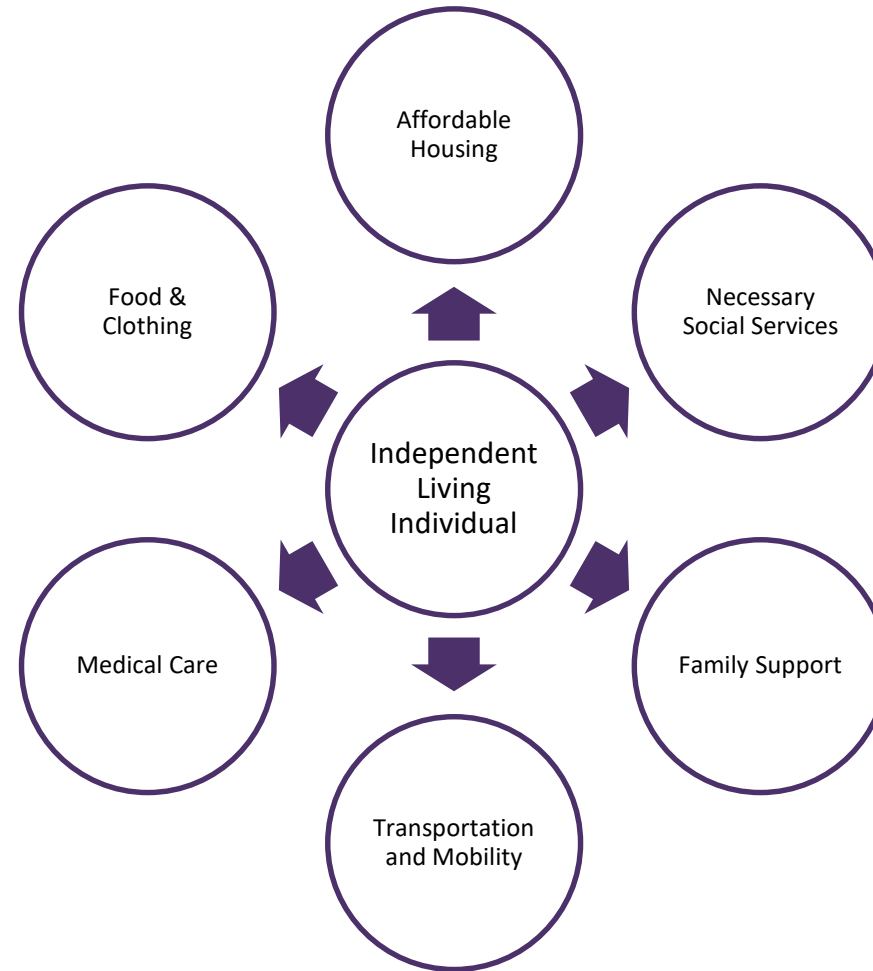 Affordable
Housing
Necessary
Social Services
Family Support
Transportation
and Mobility
Medical Care
Food &
Clothing
Independent
Living
Individual